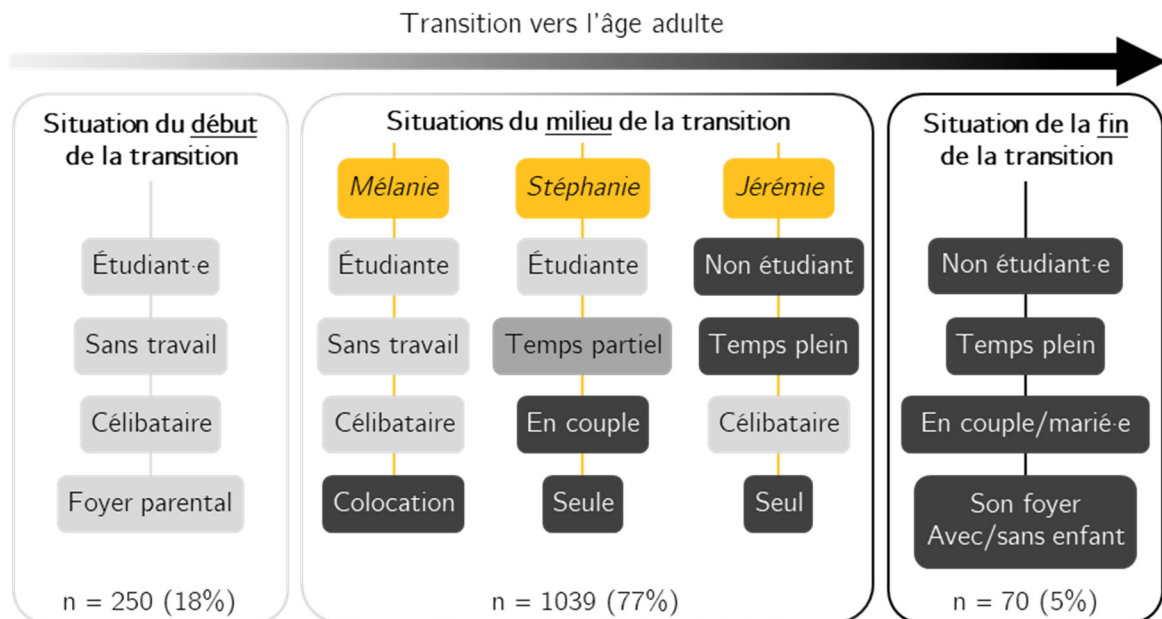 Transition vers l'âge adulte
Situation du début
de la transition
Étudiant·e
Sans travail
Célibataire
Foyer parental
n = 250 (18%)
Situations du milieu de la transition
Mélanie
Étudiante
Sans travail
Célibataire
Colocation
Stéphanie
Étudiante
Temps partiel
En couple
Seule
Jérémie
Non étudiant
Temps plein
Célibataire
Seul
n = 1039 (77%)
Situation de la fin
de la transition
Non étudiant·e
Temps plein
En couple/marié·e
Son foyer
Avec/sans enfant
n = 70 (5%)